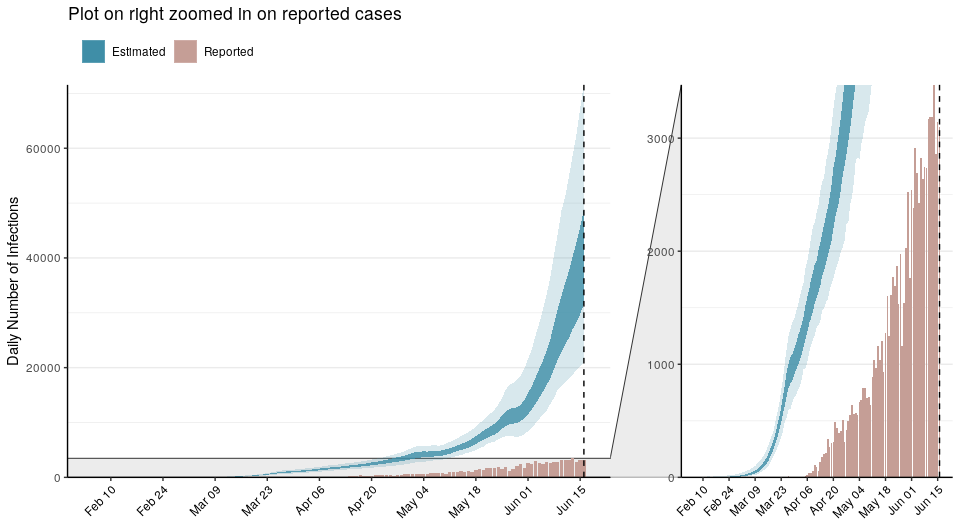 Plot on right zoomed in on reported cases
Estimated Reported
Daily Number of Infections
60000
40000
20000
0
Feb 10 Feb 24 Mar 09 Mar 23 Apr 06 Apr 20 May 04 May 18 Jun 01 Jun 15
3000
2000
1000
0
Feb 10 Feb 24 Mar 09 Mar 23 Apr 06 Apr 20 May 04 May 18 Jun 01 Jun 15